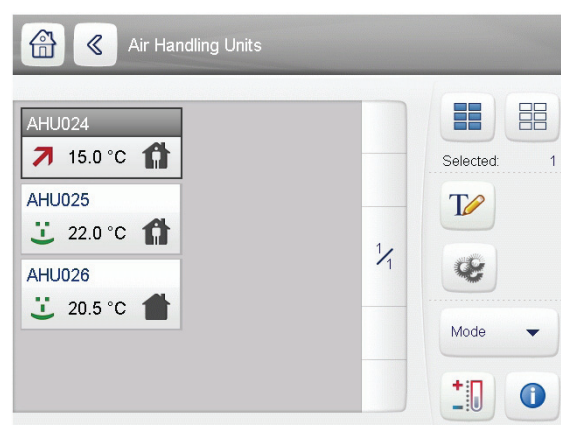 Air Handling Units
AHU024
15.0 °C
AHU025
22.0 °C
AHU026
20.5 °C
1/1
Selected: 1
T
Mode